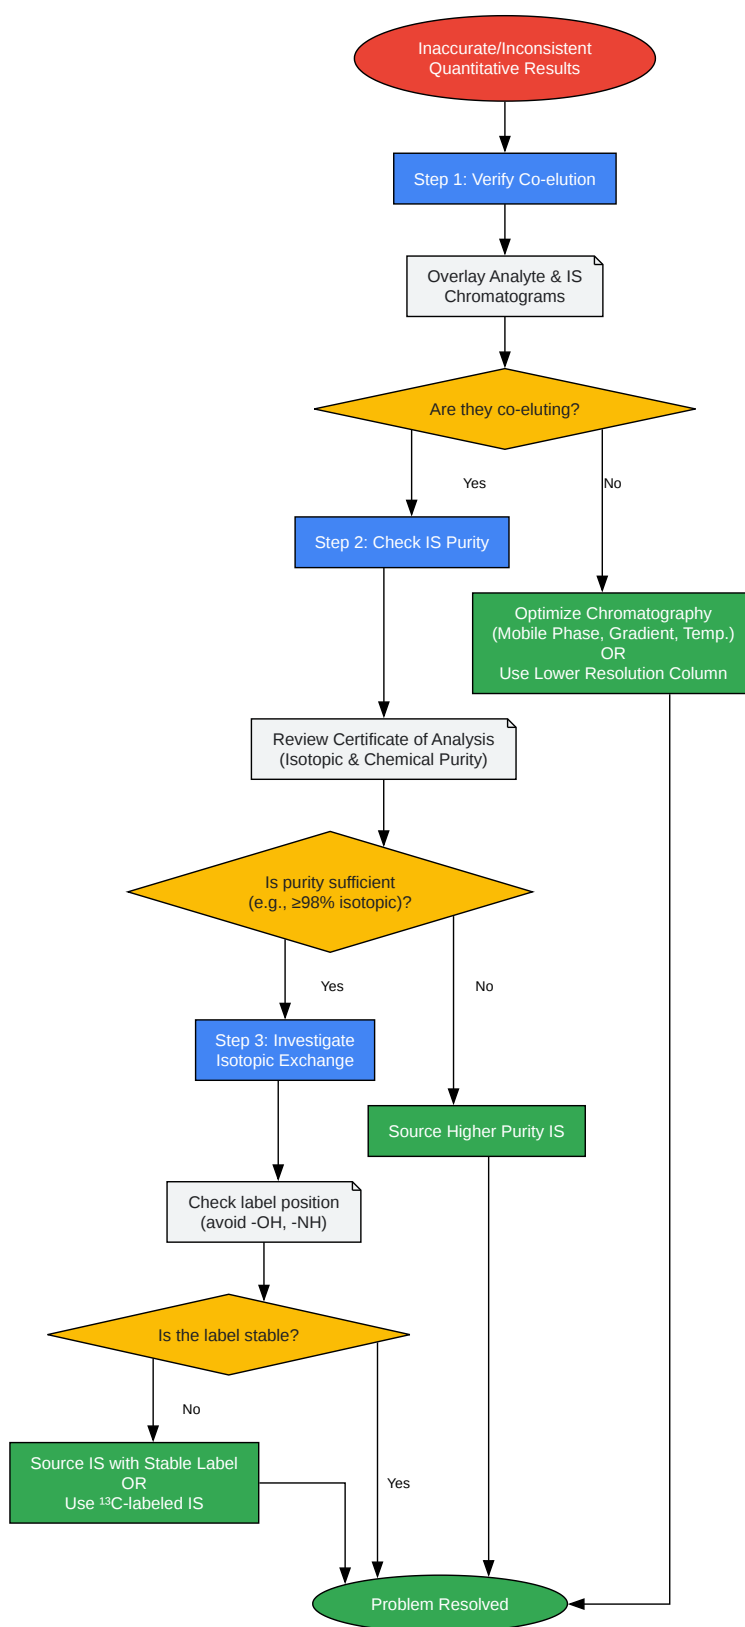 Inaccurate/Inconsistent
Quantitative Results
Step 1: Verify Co-elution
Overlay Analyte & IS
Chromatograms
Are they co-eluting?
Yes
No
Step 2: Check IS Purity
Optimize Chromatography
(Mobile Phase, Gradient, Temp.)
OR
Use Lower Resolution Column
Review Certificate of Analysis
(Isotopic & Chemical Purity)
Is purity sufficient
(e.g., ≥98% isotopic)?
Yes
No
Step 3: Investigate
Isotopic Exchange
Source Higher Purity IS
Check label position
(avoid -OH, -NH)
Is the label stable?
No
Yes
Source IS with Stable Label
OR
Use ¹³C-labeled IS
Problem Resolved